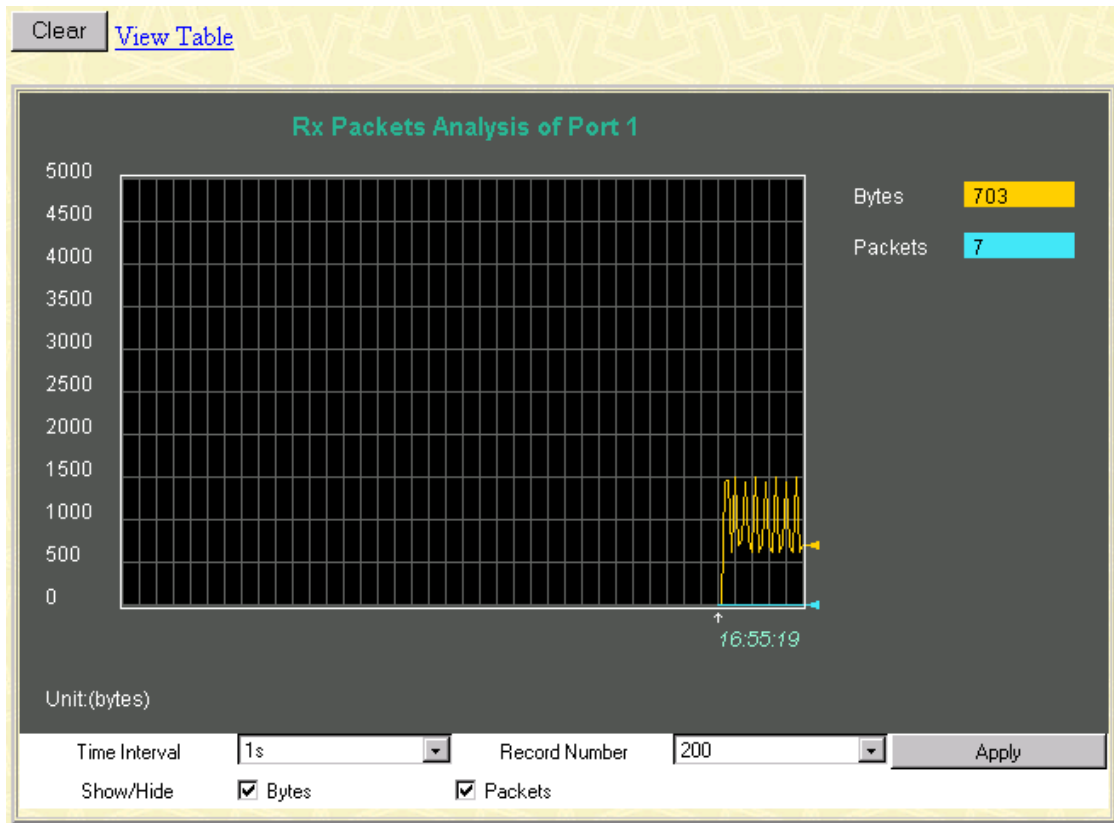 Clear View Table
Rx Packets Analysis of Port 1
5000
4500
4000
3500
3000
2500
2000
1500
1000
500
0
Bytes 703
Packets 7
16:55:19
Unit:(bytes)
Time Interval 1s Record Number 200 Apply
Show/Hide Bytes Packets